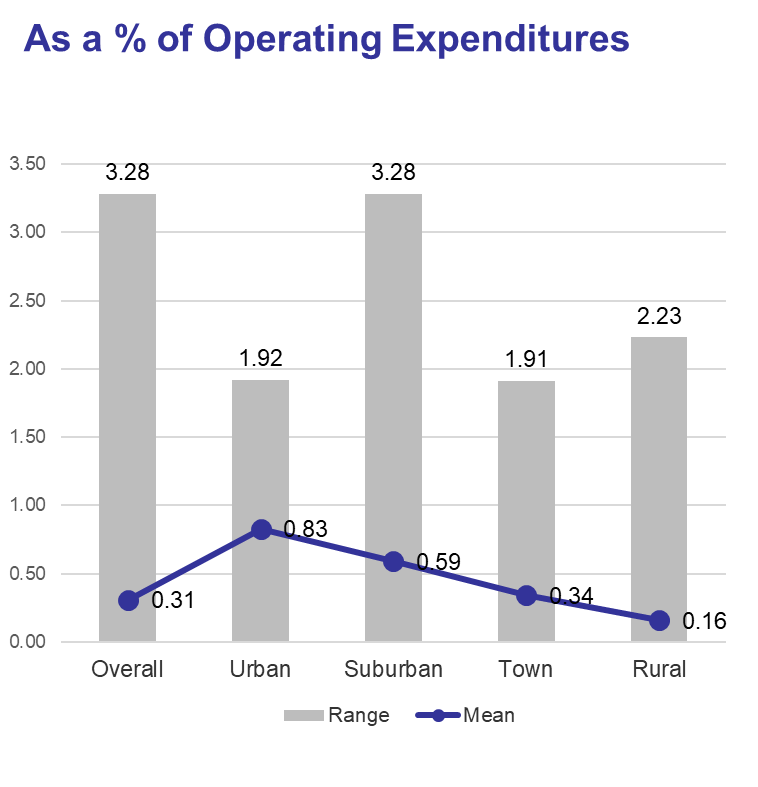 As a % of Operating Expenditures
3.50
3.00
2.50
2.00
1.50
1.00
0.50
0.00
3.28
1.92
3.28
1.91
2.23
0.31
0.83
0.59
0.34
0.16
Overall
Urban
Suburban
Town
Rural
Range
Mean